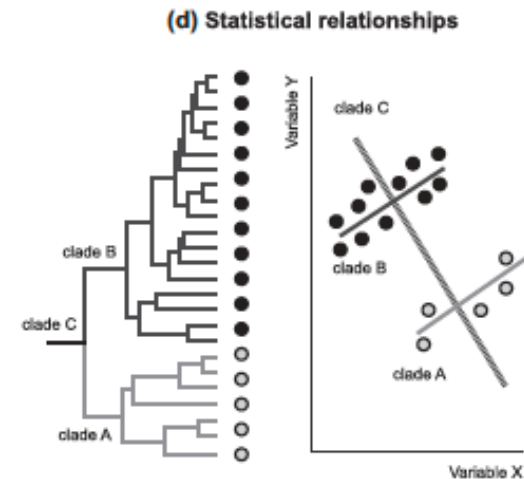 (d) Statistical relationships
Variable Y
clade C
clade B
clade B
clade C
clade A
clade A
Variable X